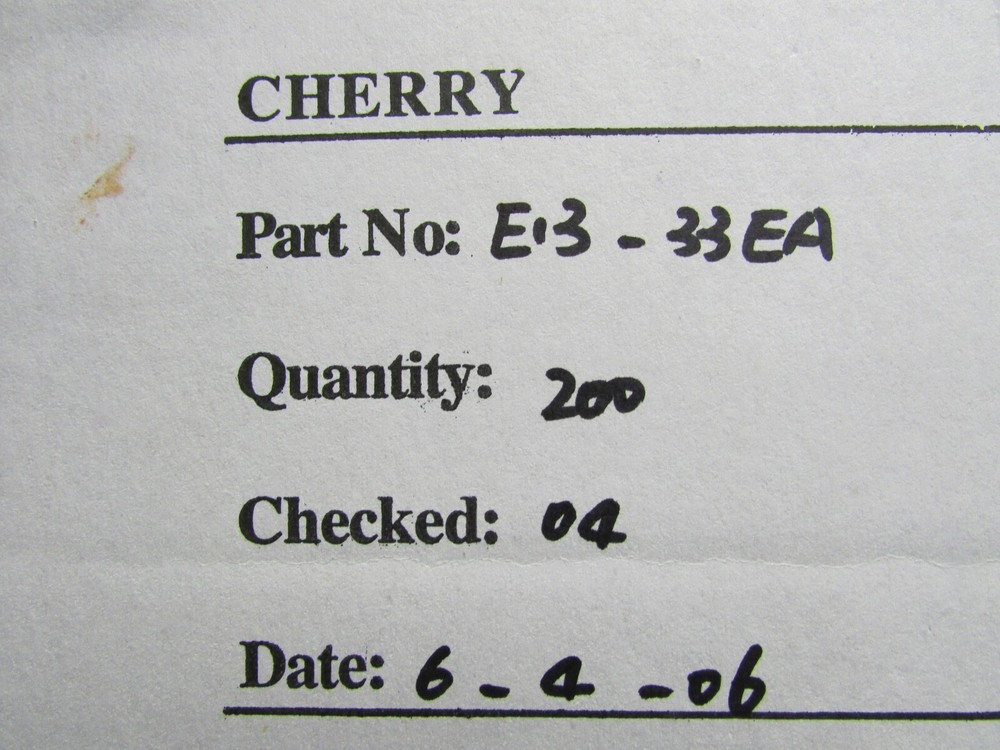 CHERRY
Part No: E13-33EA
Quantity: 200
Checked: 04
Date: 6-4-06